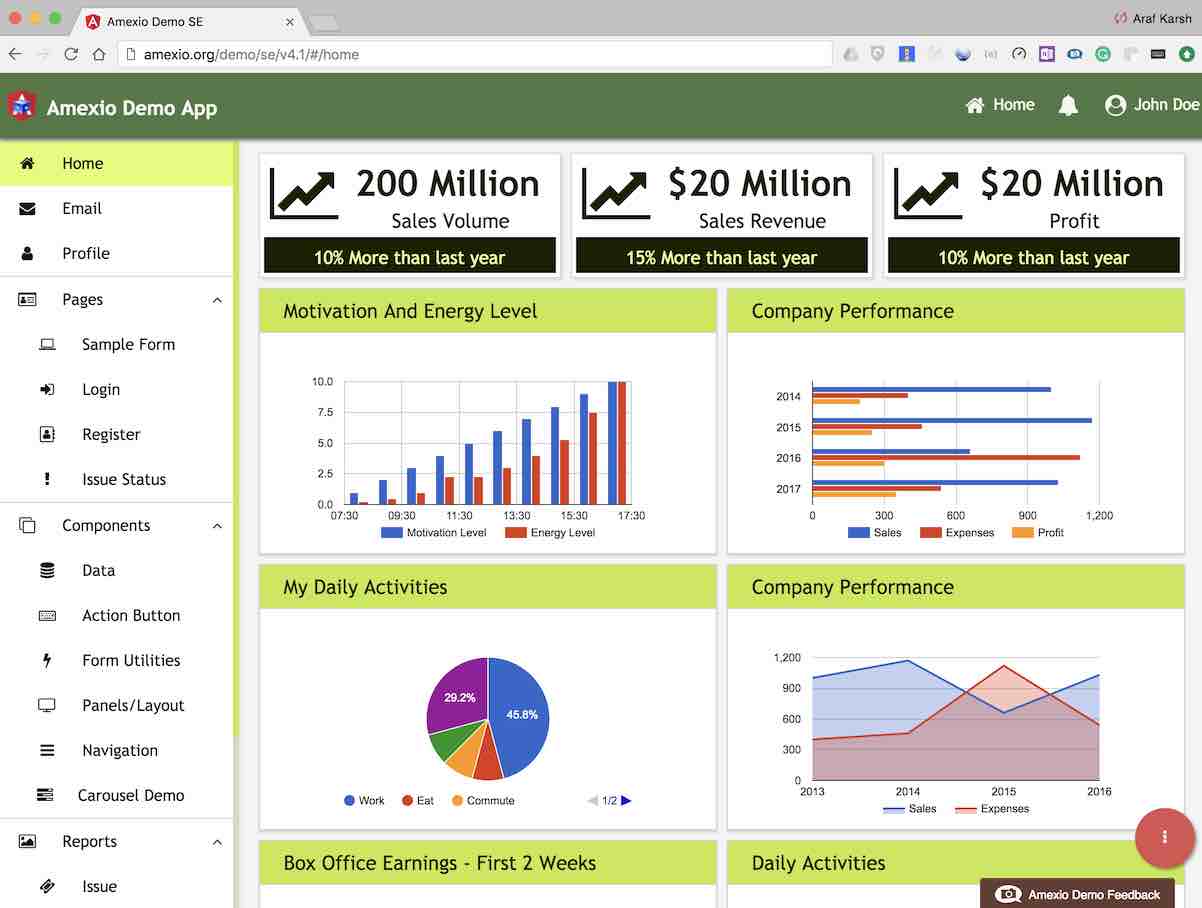 Amexio Demo SE
Araf Karsh
amexio.org/demo/se/v4.1/#/home
Amexio Demo App
Home
John Doe
Home
Email
Profile
Pages
Sample Form
Login
Register
Issue Status
Components
Data
Action Button
Form Utilities
Panels/Layout
Navigation
Carousel Demo
Reports
Issue
200 Million
Sales Volume
10% More than last year
$20 Million
Sales Revenue
15% More than last year
$20 Million
Profit
10% More than last year
Motivation And Energy Level
10.0
7.5
5.0
2.5
0.0
07:30 09:30 11:30 13:30 15:30 17:30
Motivation Level Energy Level
Company Performance
2014
2015
2016
2017
0 300 600 900 1,200
Sales Expenses Profit
My Daily Activities
29.2%
45.8%
Work Eat Commute 1/2
Company Performance
1,200
900
600
300
0
2013 2014 2015 2016
Sales Expenses
Box Office Earnings - First 2 Weeks
Daily Activities
Amexio Demo Feedback